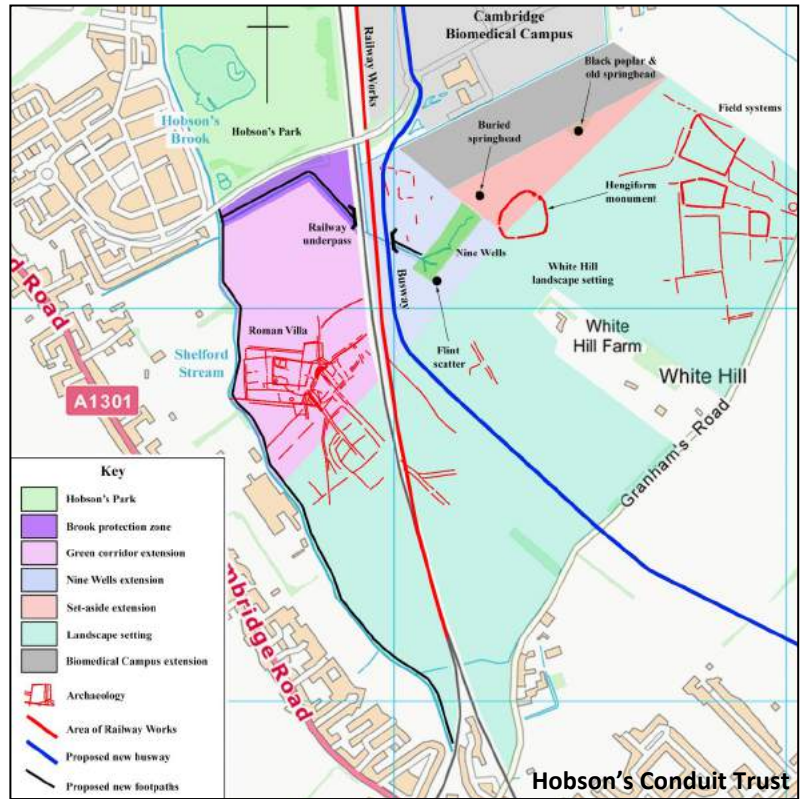 Cambridge
Biomedical Campus
Railway Works
Black poplar &
old springhead
Field systems
Hobson's
Brook
Hobson's Park
Buried
springhead
Hengiform
monument
Railway
underpass
Nine Wells
Busway
White Hill
landscape setting
d Road
Roman Villa
Flint
scatter
White
Hill Farm
Shelford
Stream
White Hill
A1301
Granham's Road
Key
Hobson's Park
Brook protection zone
Green corridor extension
Nine Wells extension
Set-aside extension
Landscape setting
Biomedical Campus extension
Archaeology
Area of Railway Works
Proposed new busway
Proposed new footpaths
mbridge Road
Hobson's Conduit Trust